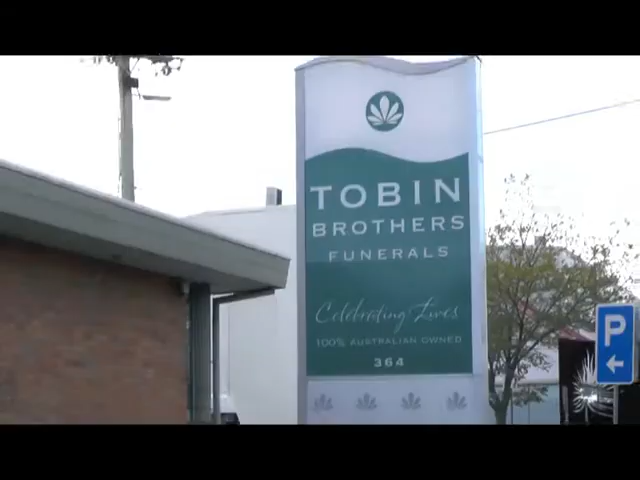 TOBIN
BROTHERS
FUNERALS
Celebrating Lives
100% AUSTRALIAN OWNED
364
P